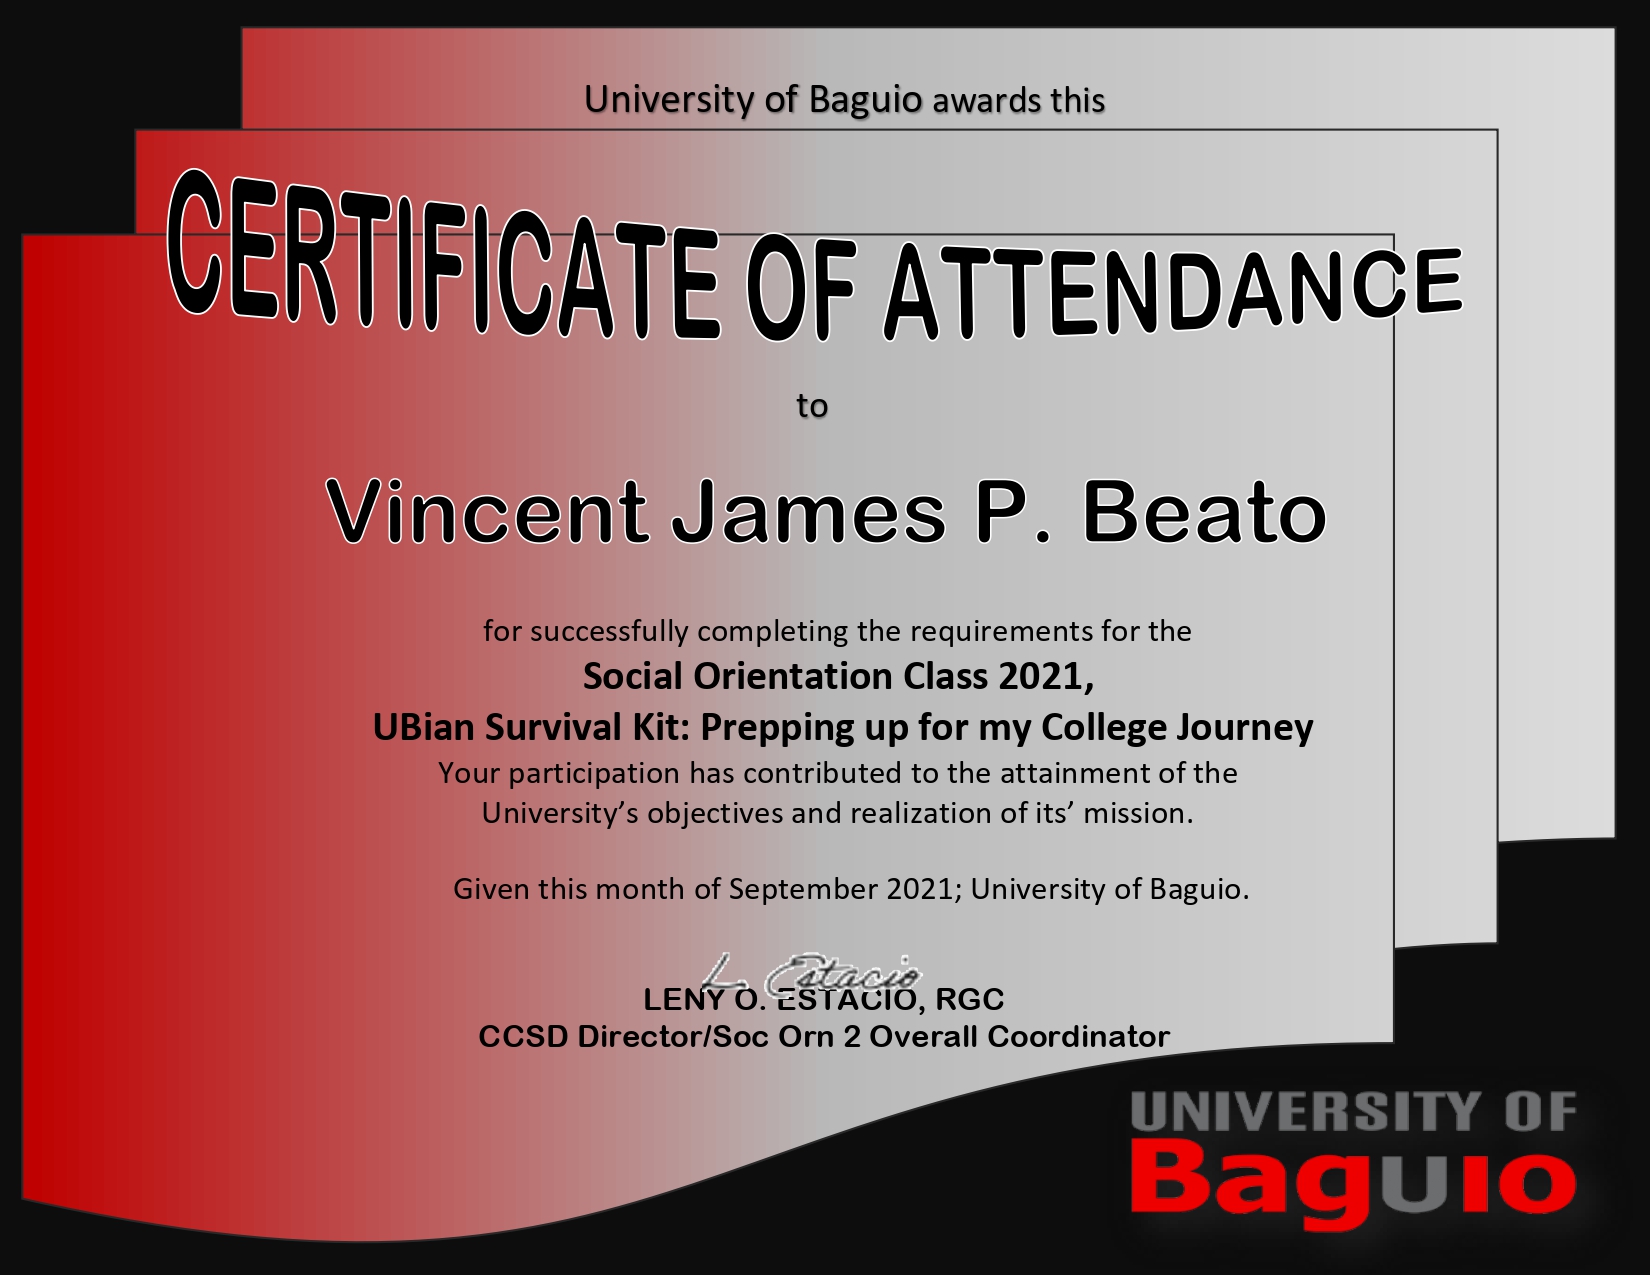 University of Baguio awards this
CERTIFICATE OF ATTENDANCE
to
Vincent James P. Beato
for successfully completing the requirements for the
Social Orientation Class 2021,
UBian Survival Kit: Prepping up for my College Journey
Your participation has contributed to the attainment of the
University’s objectives and realization of its’ mission.
Given this month of September 2021; University of Baguio.
L. Estacio
LENY O. ESTACIO, RGC
CCSD Director/Soc Orn 2 Overall Coordinator
UNIVERSITY OF
Baguio